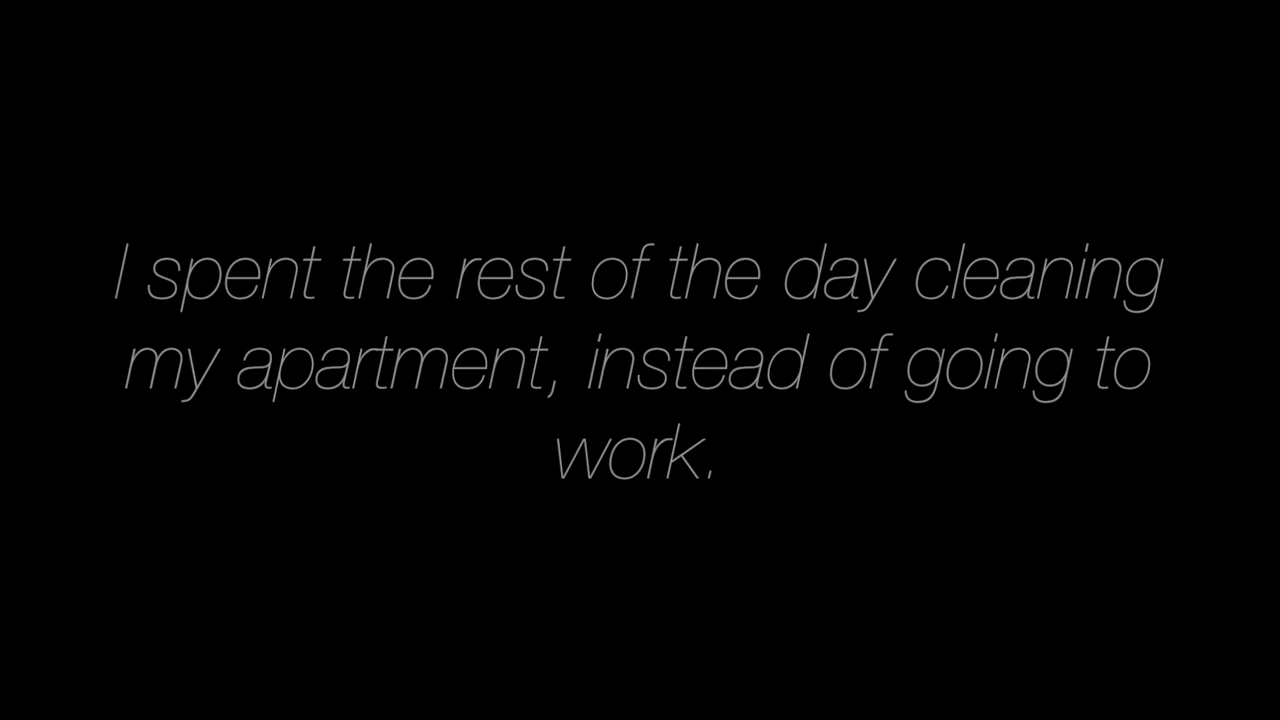 I spent the rest of the day cleaning
my apartment, instead of going to
work.